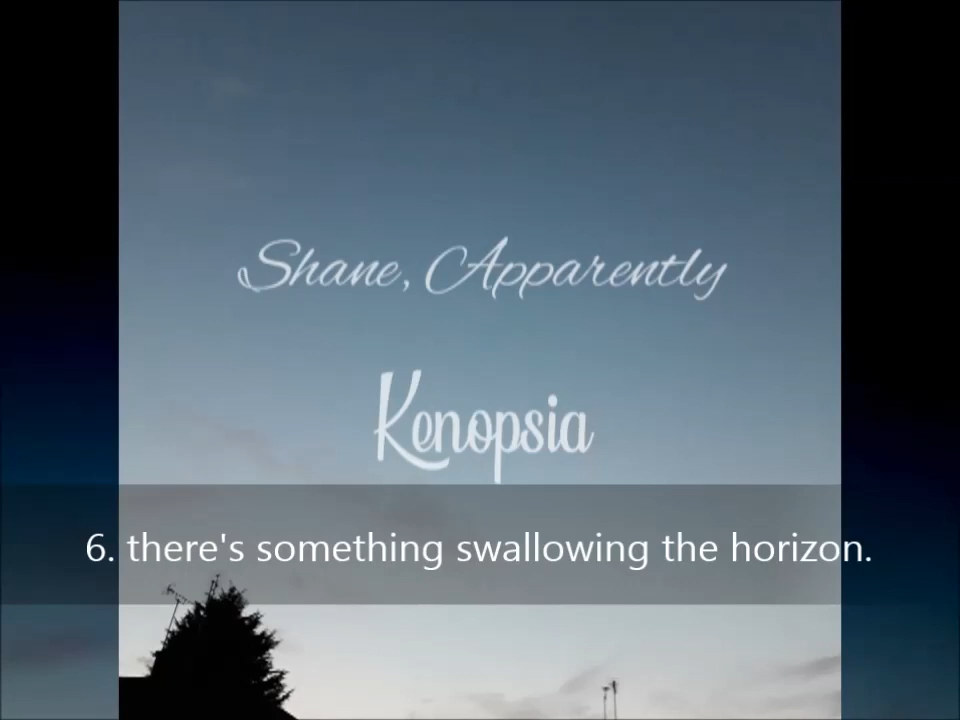 Shane, Apparently
Kenopsia
6. there's something swallowing the horizon.